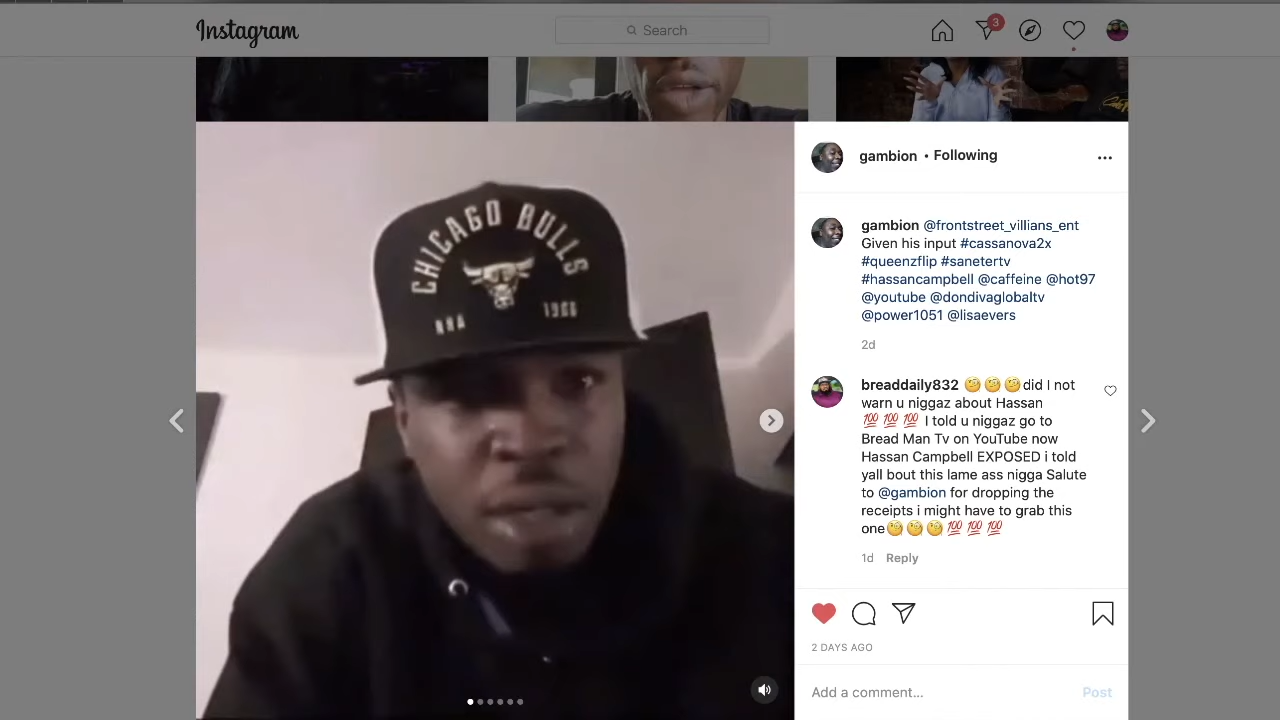 Instagram
Search
3
CHICAGO BULLS
NBA 1966
gambion • Following
gambion @frontstreet_villians_ent
Given his input #cassanova2x
#queenzflip #sanetertv
#hassancampbell @caffeine @hot97
@youtube @dondivaglobaltv
@power1051 @lisaevers
2d
breaddaily832 🧐🧐🧐did I not
warn u niggaz about Hassan
💯💯💯 I told u niggaz go to
Bread Man Tv on YouTube now
Hassan Campbell EXPOSED i told
yall bout this lame ass nigga Salute
to @gambion for dropping the
receipts i might have to grab this
one🧐🧐🧐💯💯💯
1d Reply
2 DAYS AGO
Add a comment...
Post